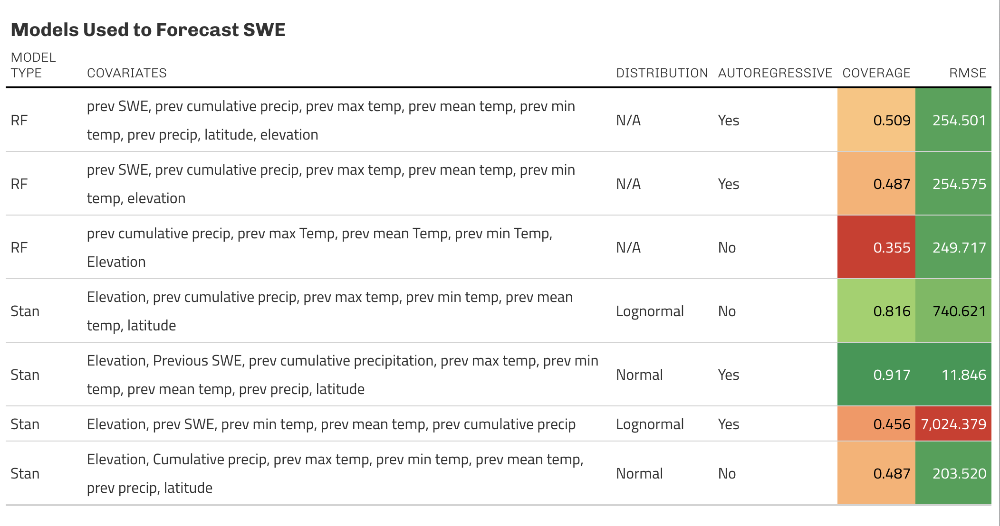 Models Used to Forecast SWE
MODEL TYPE COVARIATES DISTRIBUTION AUTOREGRESSIVE COVERAGE RMSE
RF prev SWE, prev cumulative precip, prev max temp, prev mean temp, prev min N/A Yes 0.509 254.501
temp, prev precip, latitude, elevation
RF prev SWE, prev cumulative precip, prev max temp, prev mean temp, prev min N/A Yes 0.487 254.575
temp, elevation
RF prev cumulative precip, prev max Temp, prev mean Temp, prev min Temp, N/A No 0.355 249.717
Elevation
Stan Elevation, prev cumulative precip, prev max temp, prev min temp, prev mean Lognormal No 0.816 740.621
temp, latitude
Stan Elevation, Previous SWE, prev cumulative precipitation, prev max temp, prev min Normal Yes 0.917 11.846
temp, prev mean temp, prev precip, latitude
Stan Elevation, prev SWE, prev min temp, prev mean temp, prev cumulative precip Lognormal Yes 0.456 7,024.379
Stan Elevation, Cumulative precip, prev max temp, prev min temp, prev mean temp, Normal No 0.487 203.520
prev precip, latitude